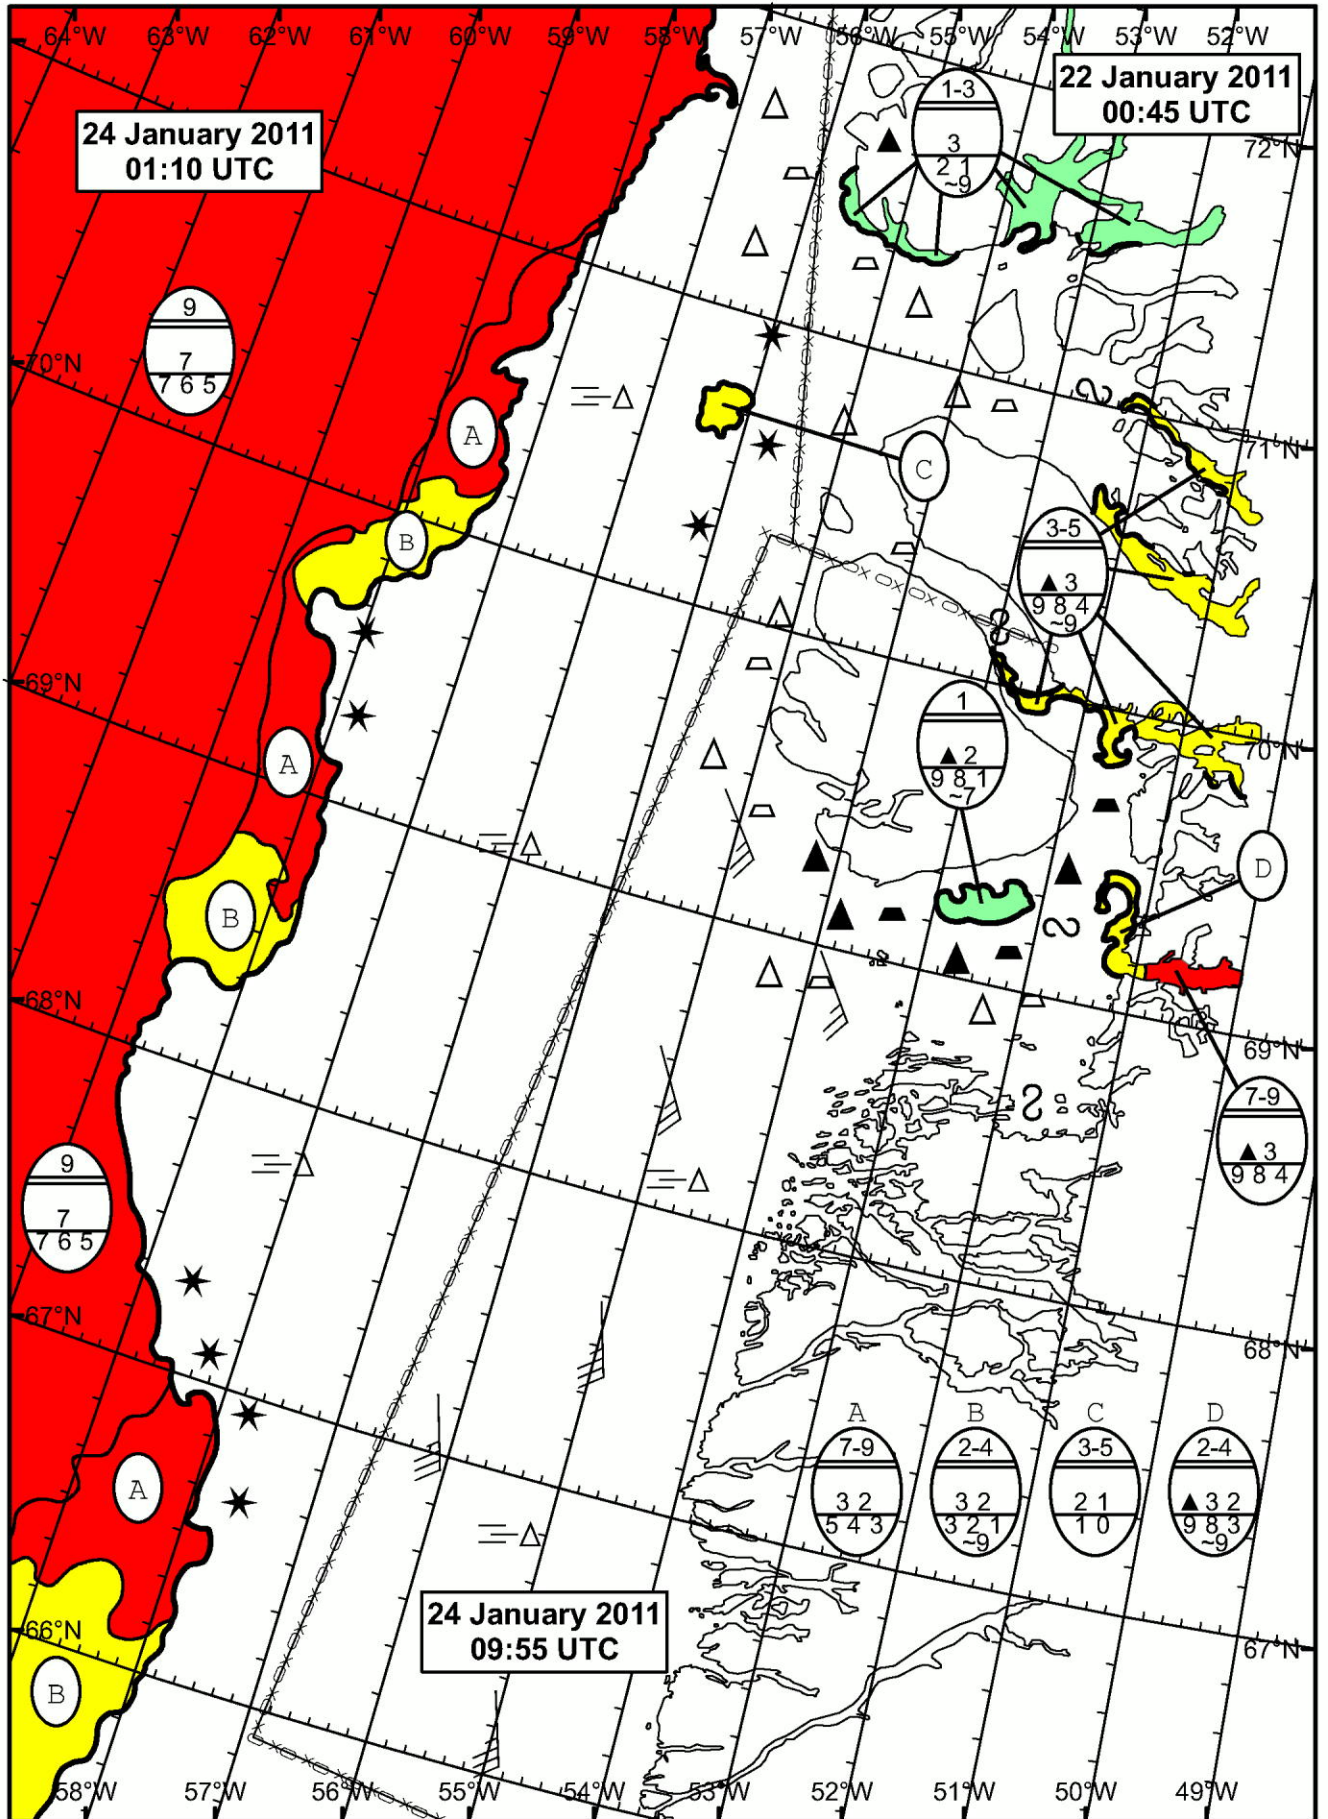 64°W 63°W 62°W 61°W 60°W 59°W 58°W 57°W 56°W 55°W 54°W 53°W 52°W
22 January 2011
00:45 UTC
24 January 2011
01:10 UTC
1-3
3
2 1
~9
72°N
9
7
7 6 5
70°N
A
71°N
C
B
3-5
3
9 8 4
~9
69°N
1
2
9 8 1
~7
70°N
A
D
B
68°N
69°N
7-9
3
9 8 4
9
7
7 6 5
67°N
68°N
A B C D
7-9
3 2
5 4 3
2-4
3 2
3 2 1
~9
3-5
2 1
1 0
2-4
3 2
9 8 3
~9
A
24 January 2011
09:55 UTC
66°N
67°N
B
58°W 57°W 56°W 55°W 54°W 53°W 52°W 51°W 50°W 49°W